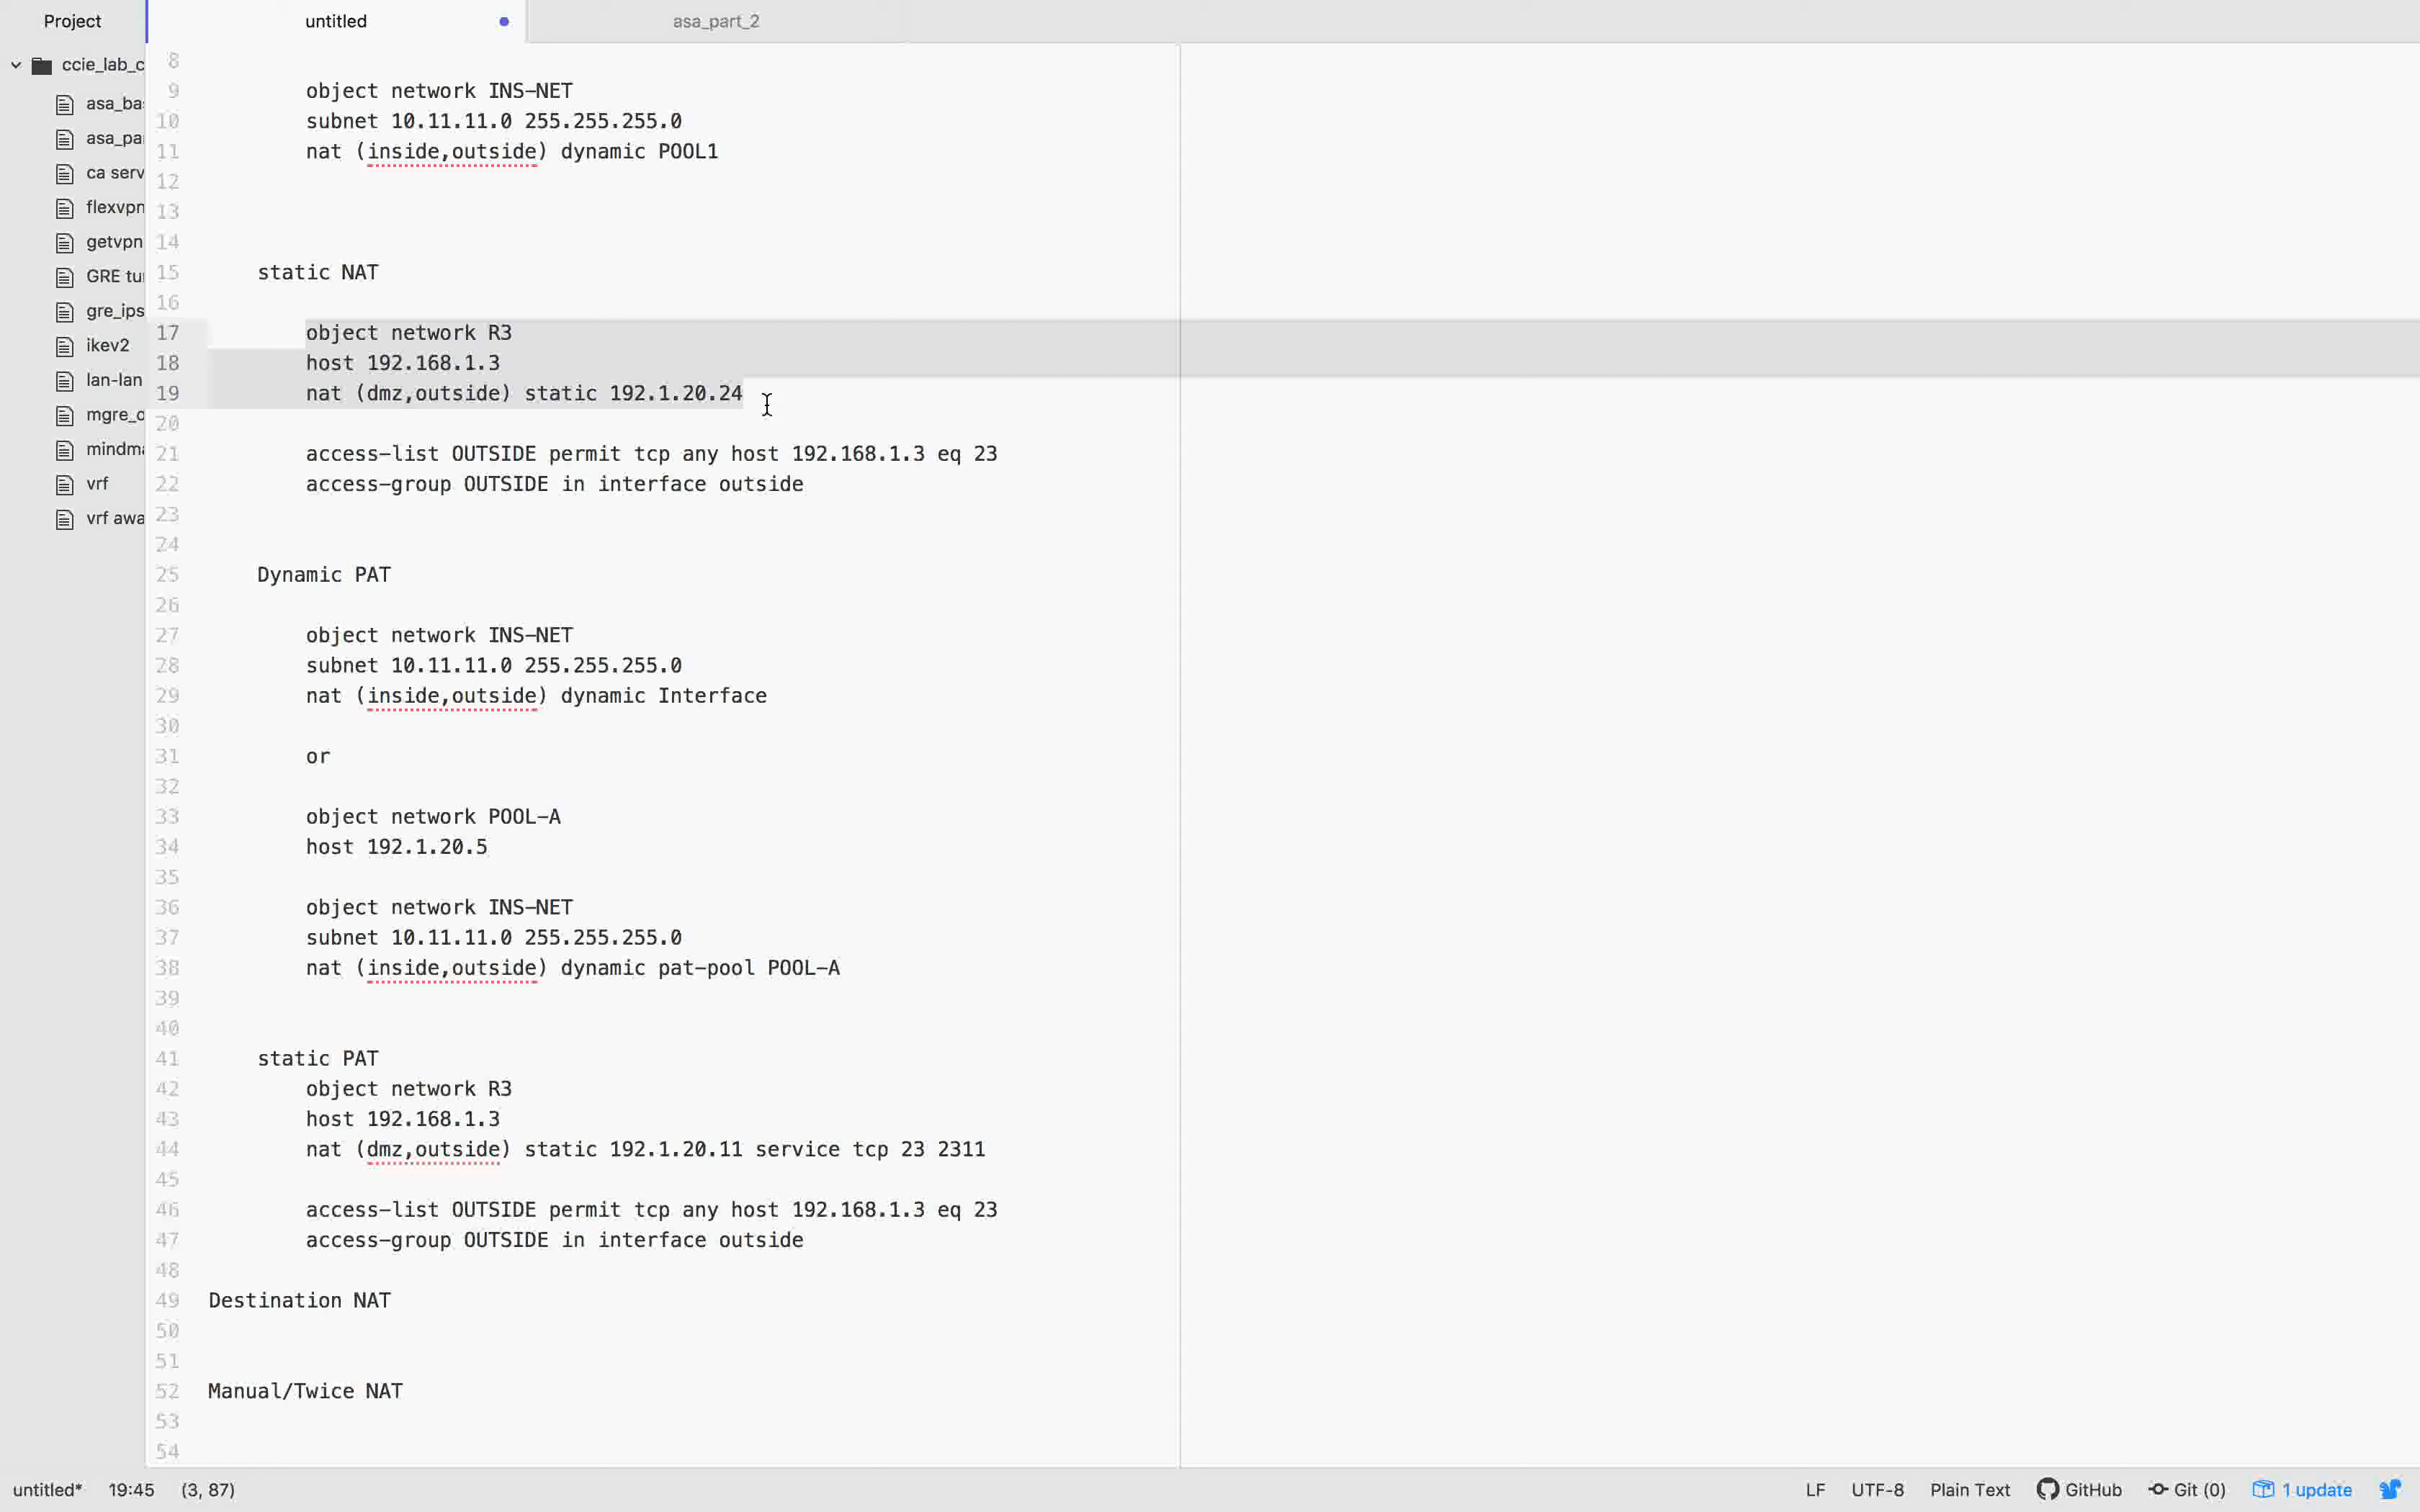 Project
untitled
asa_part_2
ccie_lab_c
asa_ba
asa_pa
ca serv
flexvpn
getvpn
GRE tu
gre_ips
ikev2
lan-lan
mgre_o
mindm
vrf
vrf awa
8
9 object network INS-NET
10 subnet 10.11.11.0 255.255.255.0
11 nat (inside,outside) dynamic POOL1
12
13
14
15 static NAT
16
17 object network R3
18 host 192.168.1.3
19 nat (dmz,outside) static 192.1.20.24
20
21 access-list OUTSIDE permit tcp any host 192.168.1.3 eq 23
22 access-group OUTSIDE in interface outside
23
24
25 Dynamic PAT
26
27 object network INS-NET
28 subnet 10.11.11.0 255.255.255.0
29 nat (inside,outside) dynamic Interface
30
31 or
32
33 object network POOL-A
34 host 192.1.20.5
35
36 object network INS-NET
37 subnet 10.11.11.0 255.255.255.0
38 nat (inside,outside) dynamic pat-pool POOL-A
39
40
41 static PAT
42 object network R3
43 host 192.168.1.3
44 nat (dmz,outside) static 192.1.20.11 service tcp 23 2311
45
46 access-list OUTSIDE permit tcp any host 192.168.1.3 eq 23
47 access-group OUTSIDE in interface outside
48
49 Destination NAT
50
51
52 Manual/Twice NAT
53
54
untitled* 19:45 (3, 87) LF UTF-8 Plain Text GitHub Git (0) 1 update